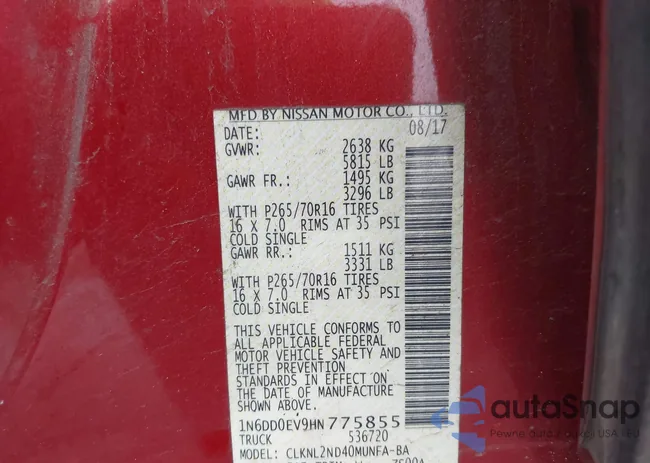 MFD BY NISSAN MOTOR CO., LTD.
DATE: 08/17
GVWR: 2638 KG
5815 LB
GAWR FR.: 1495 KG
3296 LB
WITH P265/70R16 TIRES
16 X 7.0 RIMS AT 35 PSI
COLD SINGLE
GAWR RR.: 1511 KG
3331 LB
WITH P265/70R16 TIRES
16 X 7.0 RIMS AT 35 PSI
COLD SINGLE
THIS VEHICLE CONFORMS TO
ALL APPLICABLE FEDERAL
MOTOR VEHICLE SAFETY AND
THEFT PREVENTION
STANDARDS IN EFFECT ON
THE DATE OF MANUFACTURE
SHOWN ABOVE.
1N6DD0EV9HN775855
TRUCK 536720
MODEL: CLKNL2ND40MUNFA-BA
autoSnap